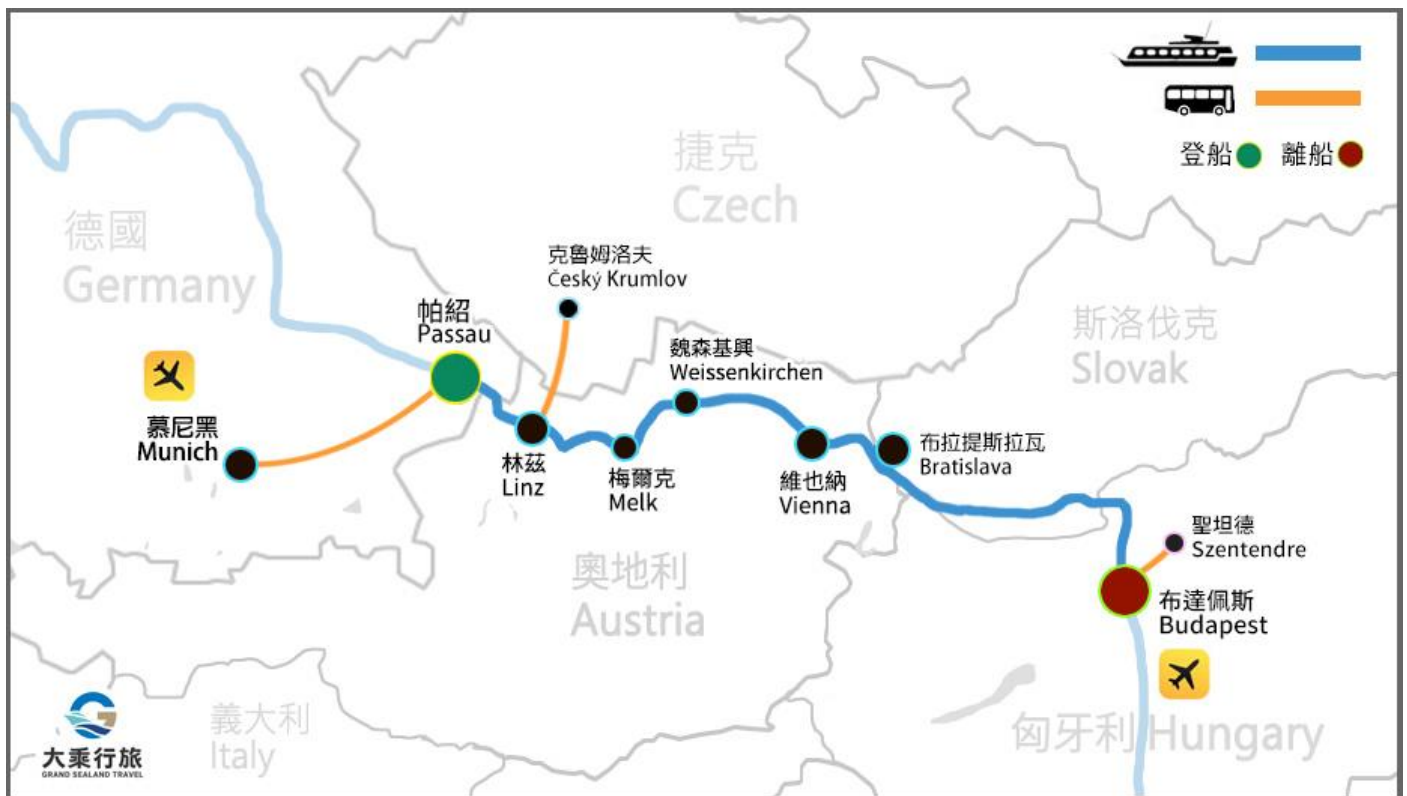 登船
離船
捷克
Czech
德國
Germany
克魯姆洛夫
Český Krumlov
帕紹
Passau
斯洛伐克
Slovak
魏森基興
Weissenkirchen
慕尼黑
Munich
林茲
Linz
梅爾克
Melk
維也納
Vienna
布拉提斯拉瓦
Bratislava
聖坦德
Szentendre
奧地利
Austria
布達佩斯
Budapest
義大利
Italy
匈牙利 Hungary
大乘行旅
GRAND SEALAND TRAVEL